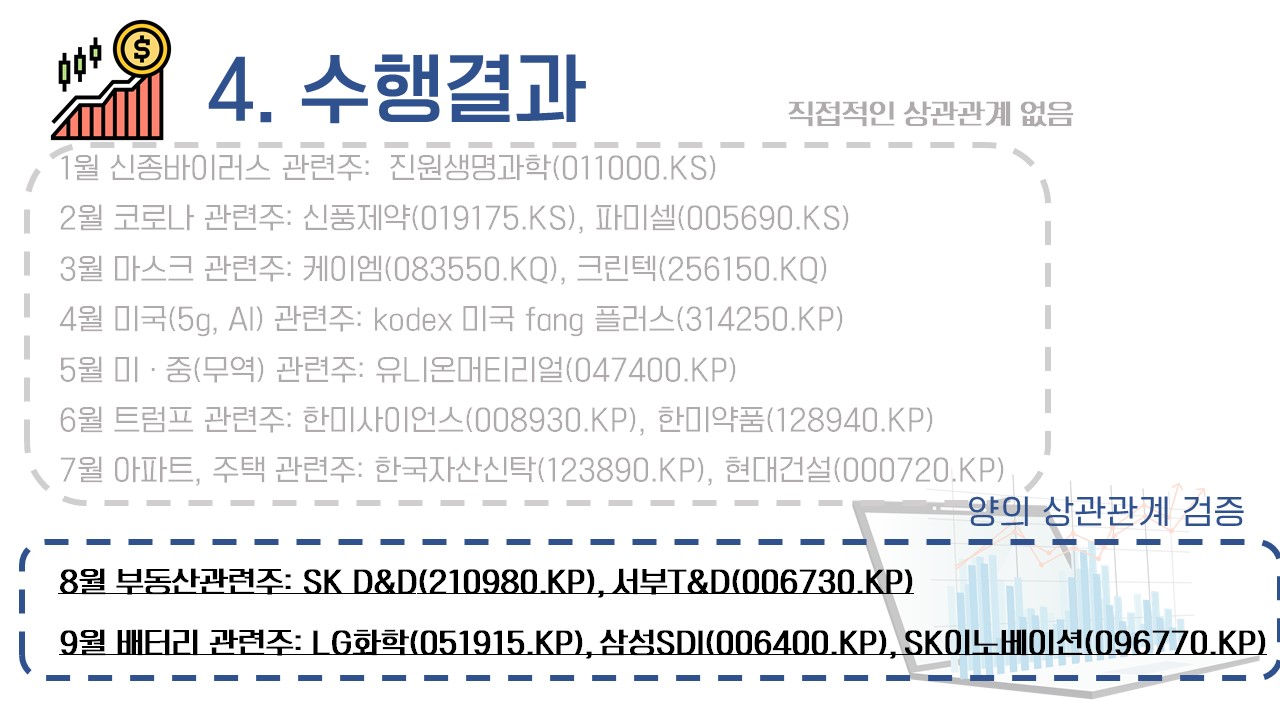 4. 수행결과
직접적인 상관관계 없음
1월 신종바이러스 관련주: 진원생명과학(011000.KS)
2월 코로나 관련주: 신풍제약(019175.KS), 파미셀(005690.KS)
3월 마스크 관련주: 케이엠(083550.KQ), 크린텍(256150.KQ)
4월 미국(5g, AI) 관련주: kodex 미국 fang 플러스(314250.KP)
5월 미 · 중(무역) 관련주: 유니온머티리얼(047400.KP)
6월 트럼프 관련주: 한미사이언스(008930.KP), 한미약품(128940.KP)
7월 아파트, 주택 관련주: 한국자산신탁(123890.KP), 현대건설(000720.KP)
양의 상관관계 검증
8월 부동산관련주: SK D&D(210980.KP), 서부T&D(006730.KP)
9월 배터리 관련주: LG화학(051915.KP), 삼성SDI(006400.KP), SK이노베이션(096770.KP)